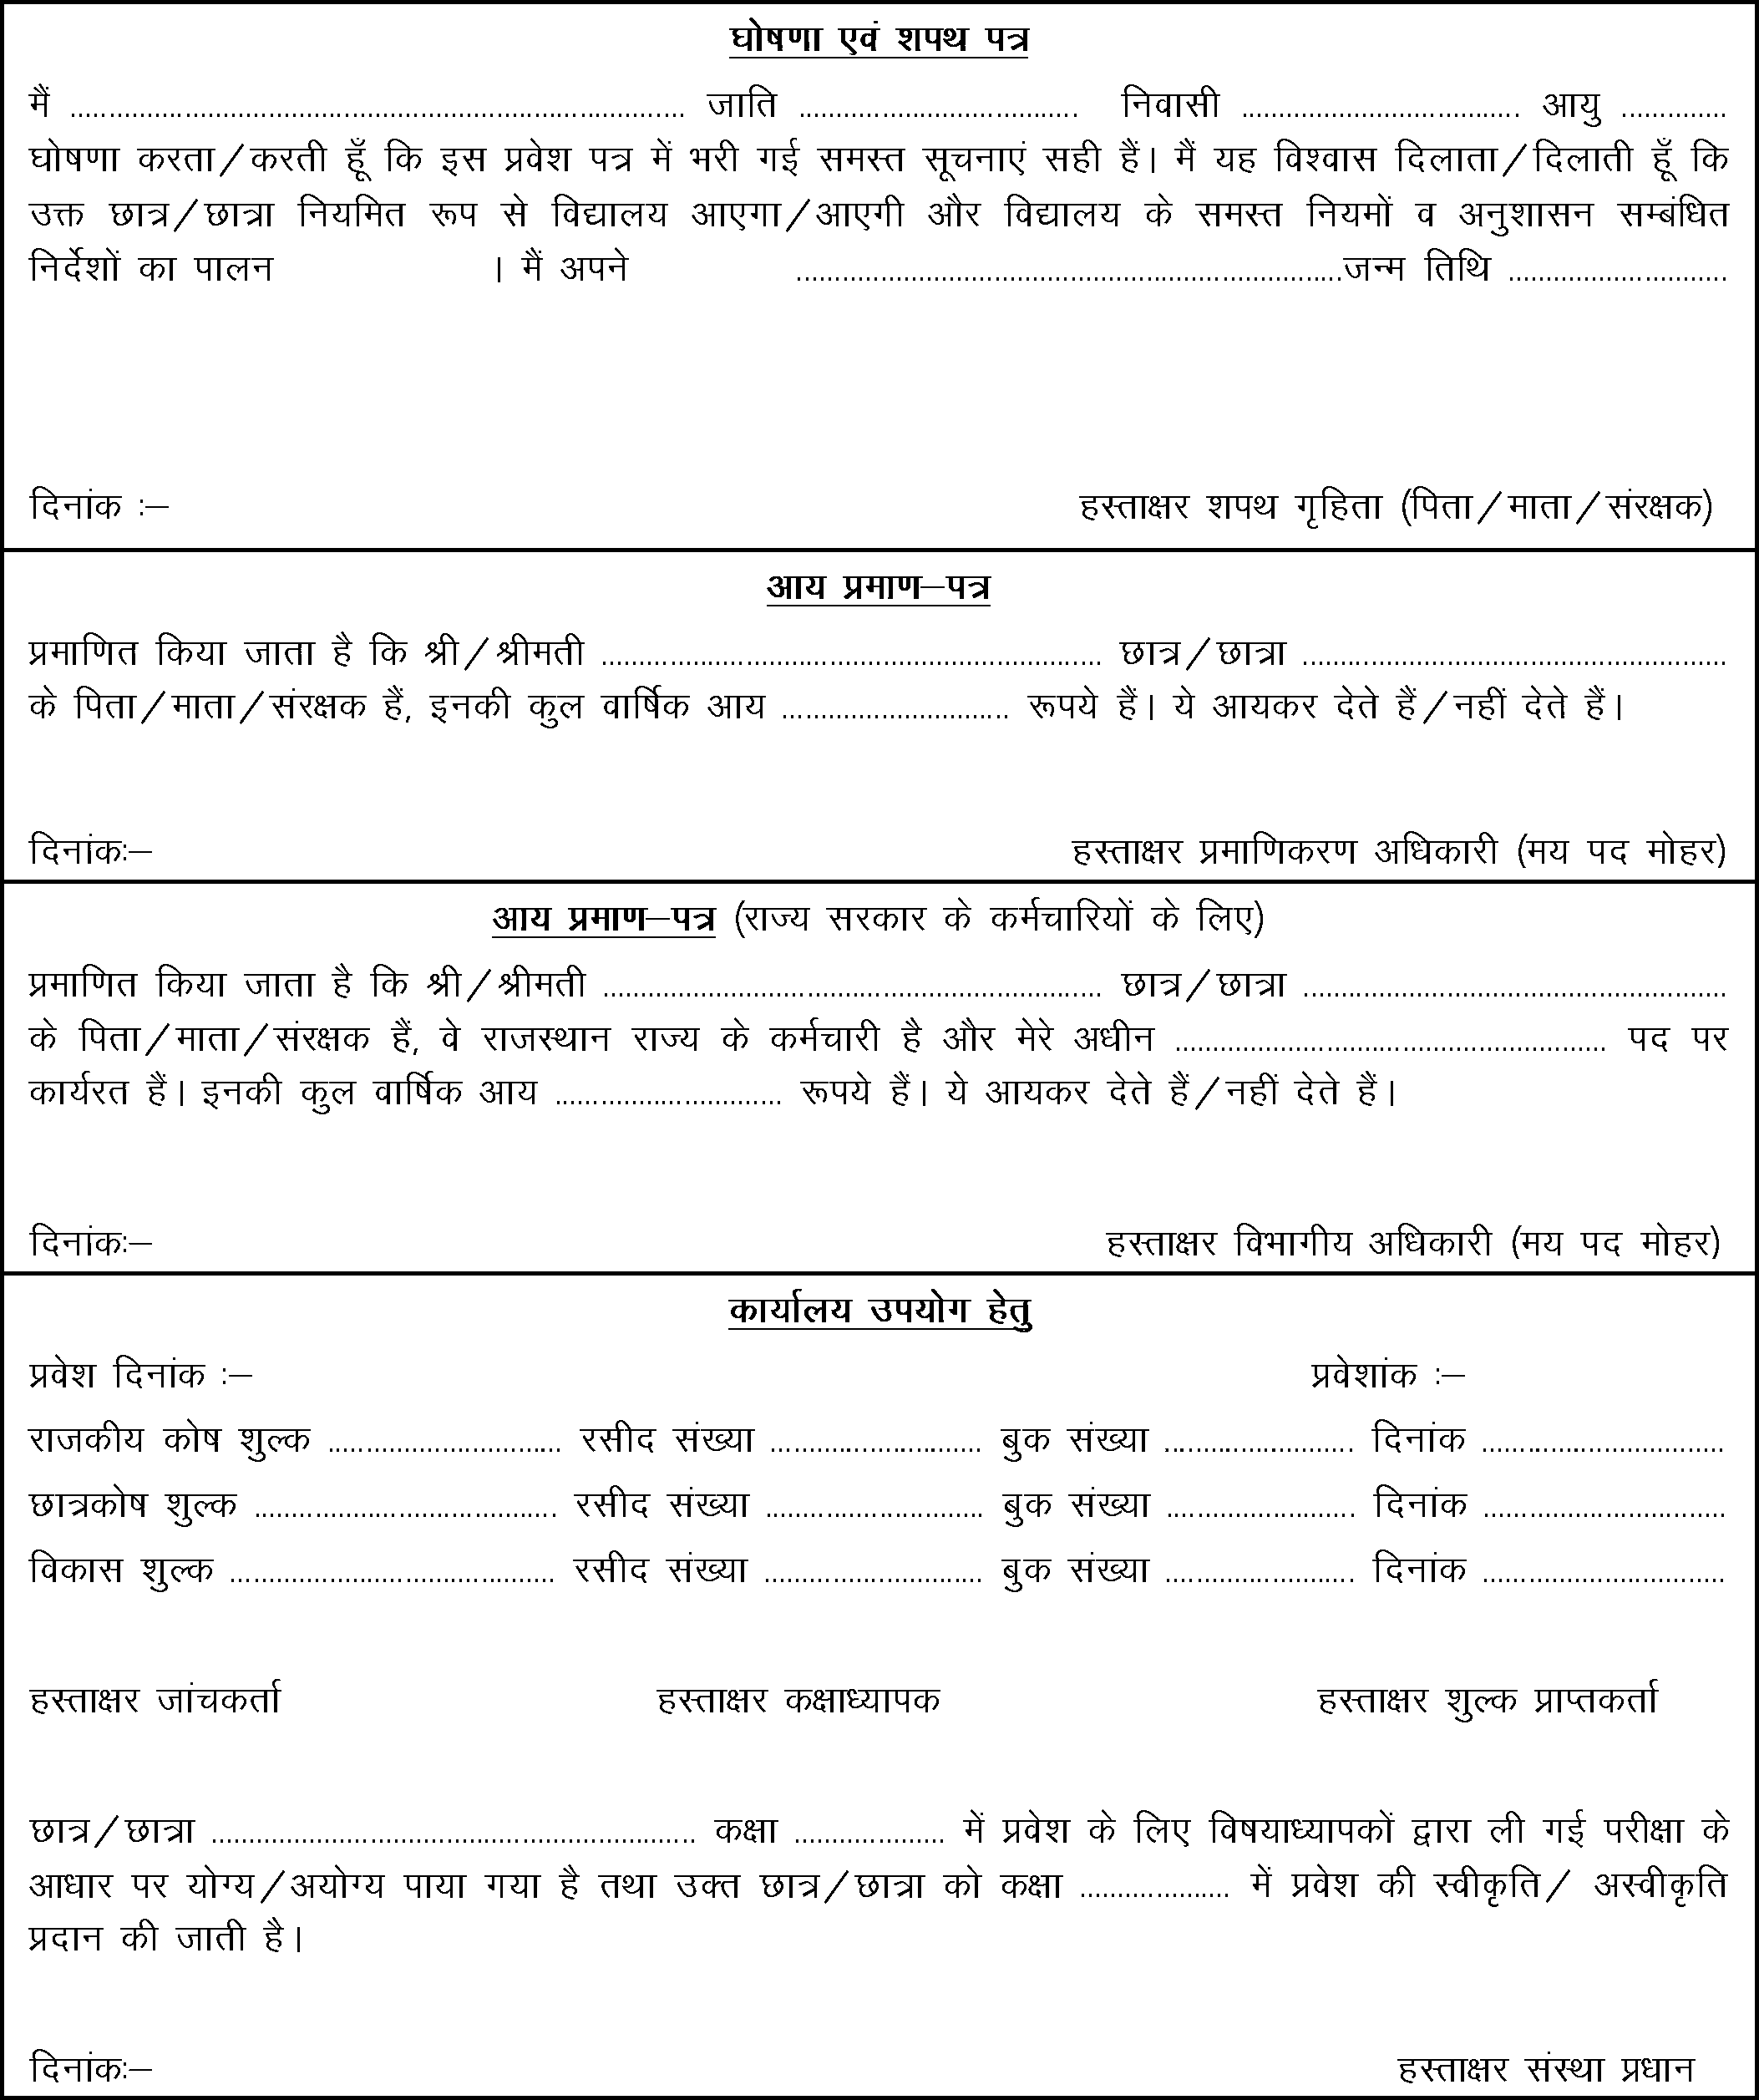 घोषणा एवं शपथ पत्र
मैं ........................ जाति ........................ निवासी ........................ आयु ..............
घोषणा करता/करती हूँ कि इस प्रवेश पत्र में भरी गई समस्त सूचनाएं सही हैं। मैं यह विश्वास दिलाता/दिलाती हूँ कि
उक्त छात्र/छात्रा नियमित रूप से विद्यालय आएगा/आएगी और विद्यालय के समस्त नियमों व अनुशासन सम्बंधित
निर्देशों का पालन । मैं अपने ........................जन्म तिथि ........................
दिनांक :– हस्ताक्षर शपथ गृहिता (पिता/माता/संरक्षक)
आय प्रमाण–पत्र
प्रमाणित किया जाता है कि श्री/श्रीमती ........................ छात्र/छात्रा ........................
के पिता/माता/संरक्षक हैं, इनकी कुल वार्षिक आय ........................ रूपये हैं। ये आयकर देते हैं/नहीं देते हैं।
दिनांकः– हस्ताक्षर प्रमाणिकरण अधिकारी (मय पद मोहर)
आय प्रमाण–पत्र (राज्य सरकार के कर्मचारियों के लिए)
प्रमाणित किया जाता है कि श्री/श्रीमती ........................ छात्र/छात्रा ........................
के पिता/माता/संरक्षक हैं, वे राजस्थान राज्य के कर्मचारी है और मेरे अधीन ........................ पद पर
कार्यरत हैं। इनकी कुल वार्षिक आय ........................ रूपये हैं। ये आयकर देते हैं/नहीं देते हैं।
दिनांकः– हस्ताक्षर विभागीय अधिकारी (मय पद मोहर)
कार्यालय उपयोग हेतु
प्रवेश दिनांक :– प्रवेशांक :–
राजकीय कोष शुल्क ........................ रसीद संख्या ........................ बुक संख्या ........................ दिनांक ........................
छात्रकोष शुल्क ........................ रसीद संख्या ........................ बुक संख्या ........................ दिनांक ........................
विकास शुल्क ........................ रसीद संख्या ........................ बुक संख्या ........................ दिनांक ........................
हस्ताक्षर जांचकर्ता हस्ताक्षर कक्षाध्यापक हस्ताक्षर शुल्क प्राप्तकर्ता
छात्र/छात्रा ........................ कक्षा .................... में प्रवेश के लिए विषयाध्यापकों द्वारा ली गई परीक्षा के
आधार पर योग्य/अयोग्य पाया गया है तथा उक्त छात्र/छात्रा को कक्षा .................... में प्रवेश की स्वीकृति/ अस्वीकृति
प्रदान की जाती है।
दिनांकः– हस्ताक्षर संस्था प्रधान